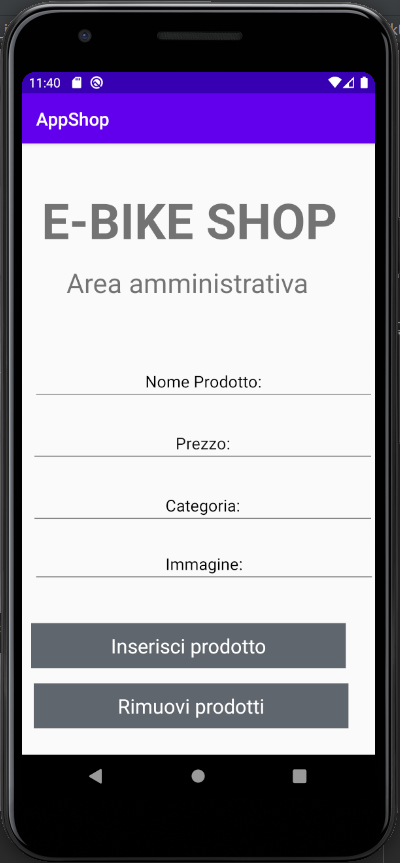 11:40
AppShop
E-BIKE SHOP
Area amministrativa
Nome Prodotto:
Prezzo:
Categoria:
Immagine:
Inserisci prodotto
Rimuovi prodotti